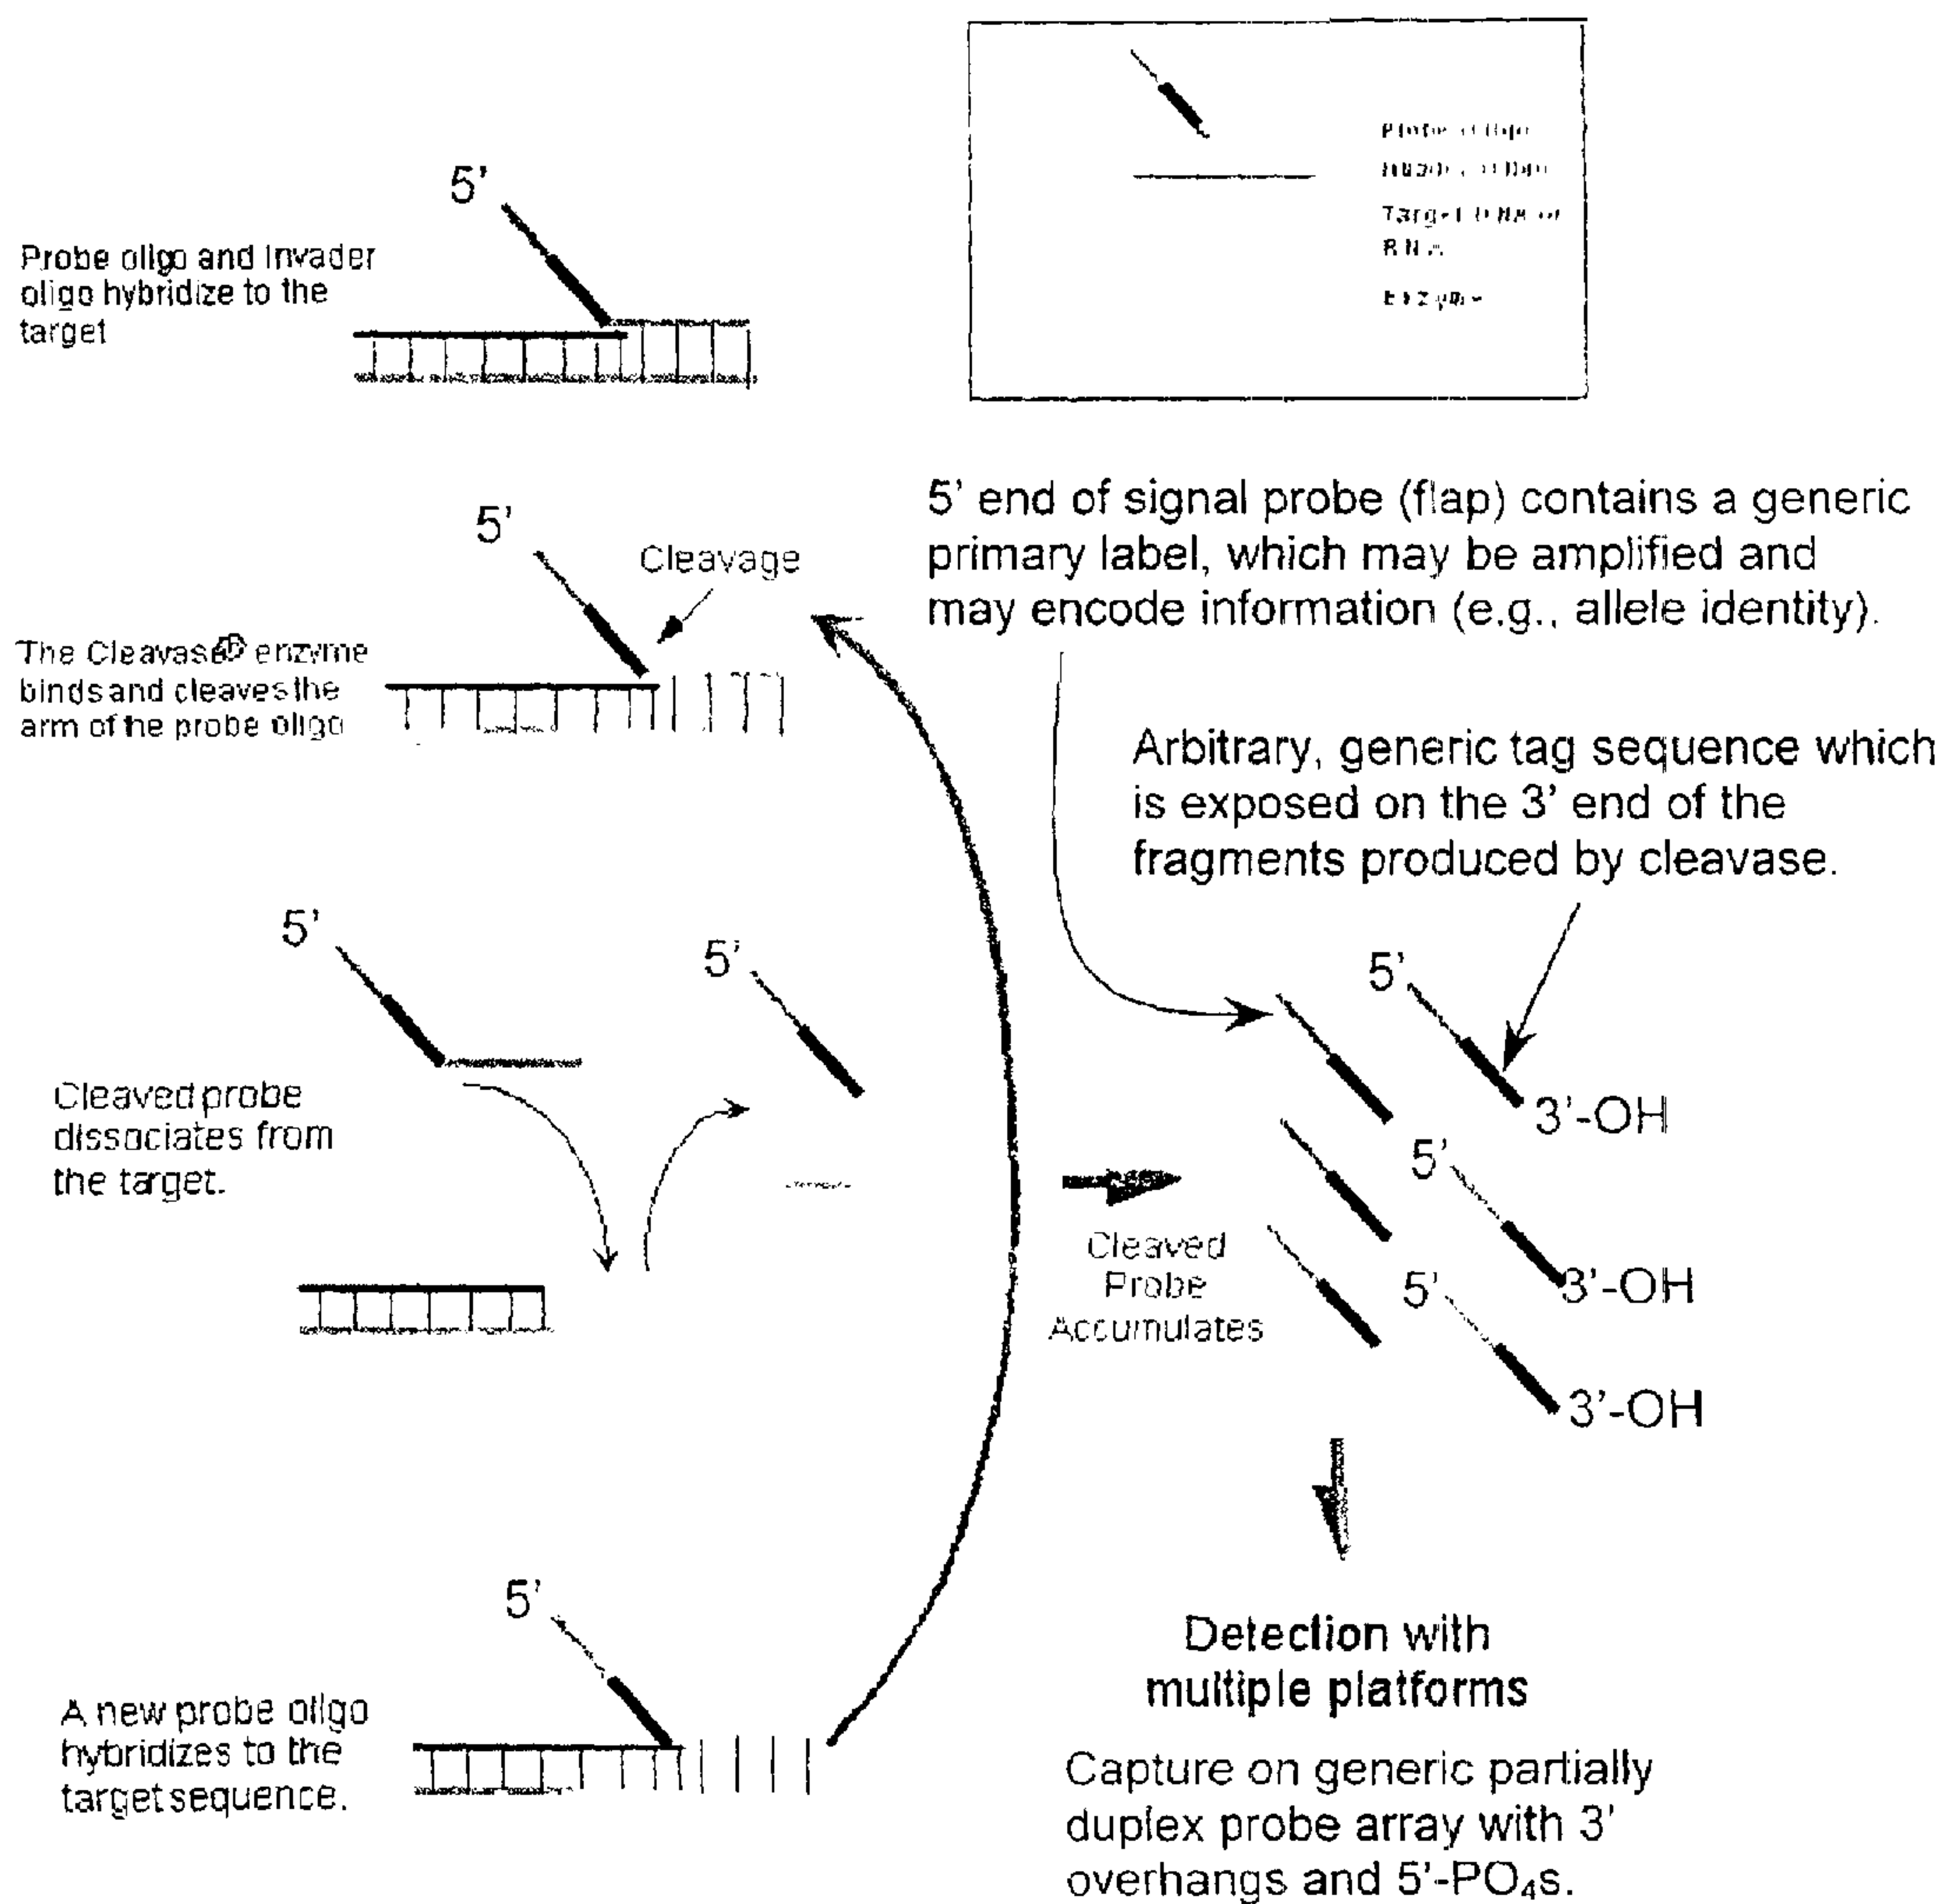 5'
Probe oligo and Invader
oligo hybridize to the
target
Target DNA or
RNA
Enzyme
5'
Cleavage
The Cleavase® enzyme
binds and cleaves the
arm of he probe oligo
5' end of signal probe (flap) contains a generic
primary label, which may be amplified and
may encode information (e.g., allele identity).
Arbitrary, generic tag sequence which
is exposed on the 3' end of the
fragments produced by cleavase.
5'
5'
Cleaved probe
dissociates from
the target.
5'
3'-OH
5'
3'-OH
5'
3'-OH
Cleaved
Probe
Accumulates
5'
A new probe oligo
hybridizes to the
target sequence.
Detection with
multiple platforms
Capture on generic partially
duplex probe array with 3'
overhangs and 5'-PO₄s.